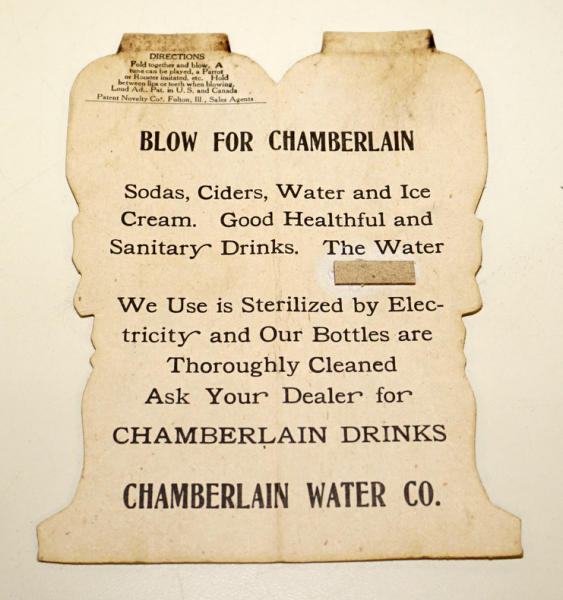 DIRECTIONS
Fold together and blow. A
tune can be played, a Parrot
or Rooster imitated, etc. Hold
between lips or teeth when blowing.
Loud Ad., Pat. in U. S. and Canada
Patent Novelty Co., Fulton, Ill., Sales Agents
BLOW FOR CHAMBERLAIN
Sodas, Ciders, Water and Ice
Cream. Good Healthful and
Sanitary Drinks. The Water
We Use is Sterilized by Elec-
tricity and Our Bottles are
Thoroughly Cleaned
Ask Your Dealer for
CHAMBERLAIN DRINKS
CHAMBERLAIN WATER CO.